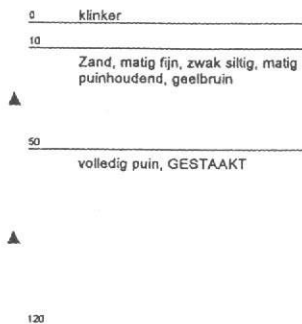 0 klinker
10
Zand, matig fijn, zwak siltig, matig
puinhoudend, geelbruin
50
volledig puin, GESTAAKT
120